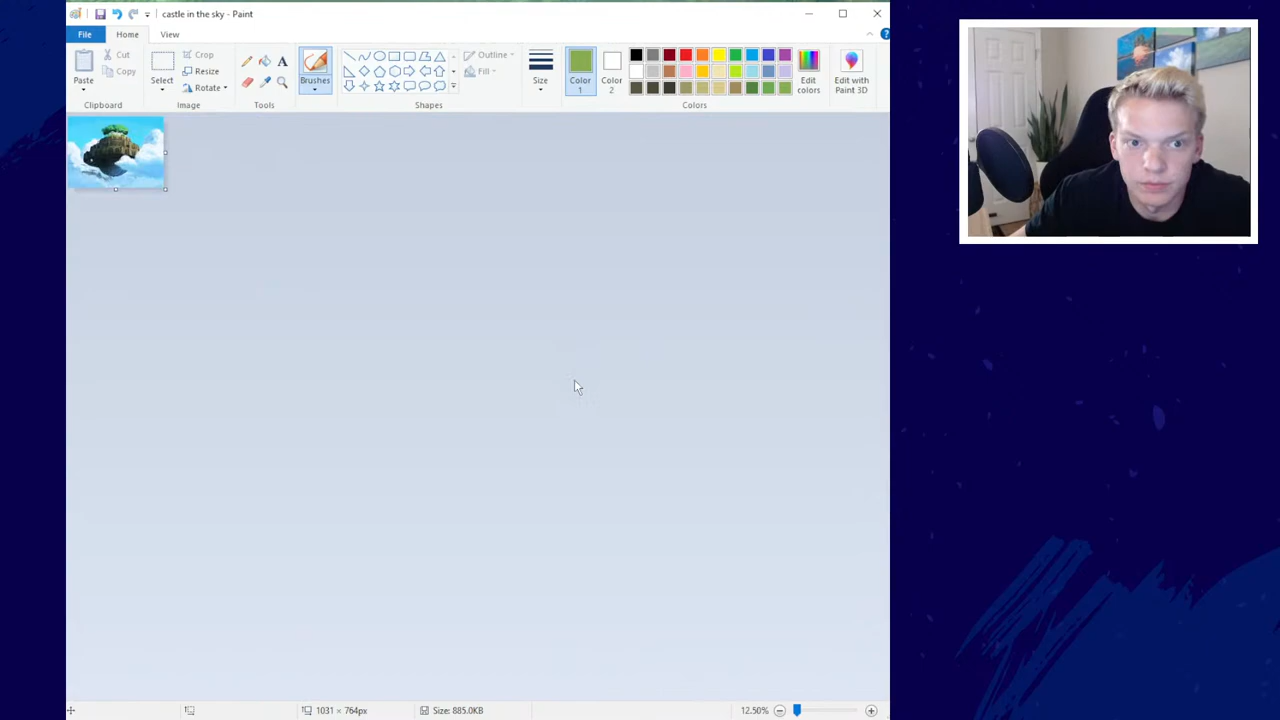 castle in the sky - Paint
File Home View
Paste
Cut
Copy
Clipboard
Select
Crop
Resize
Rotate
Image
Tools
Brushes
Shapes
Outline
Fill
Size
Color 1
Color 2
Edit colors
Colors
Edit with Paint 3D
1031 × 764px
Size: 885.0KB
12.50%